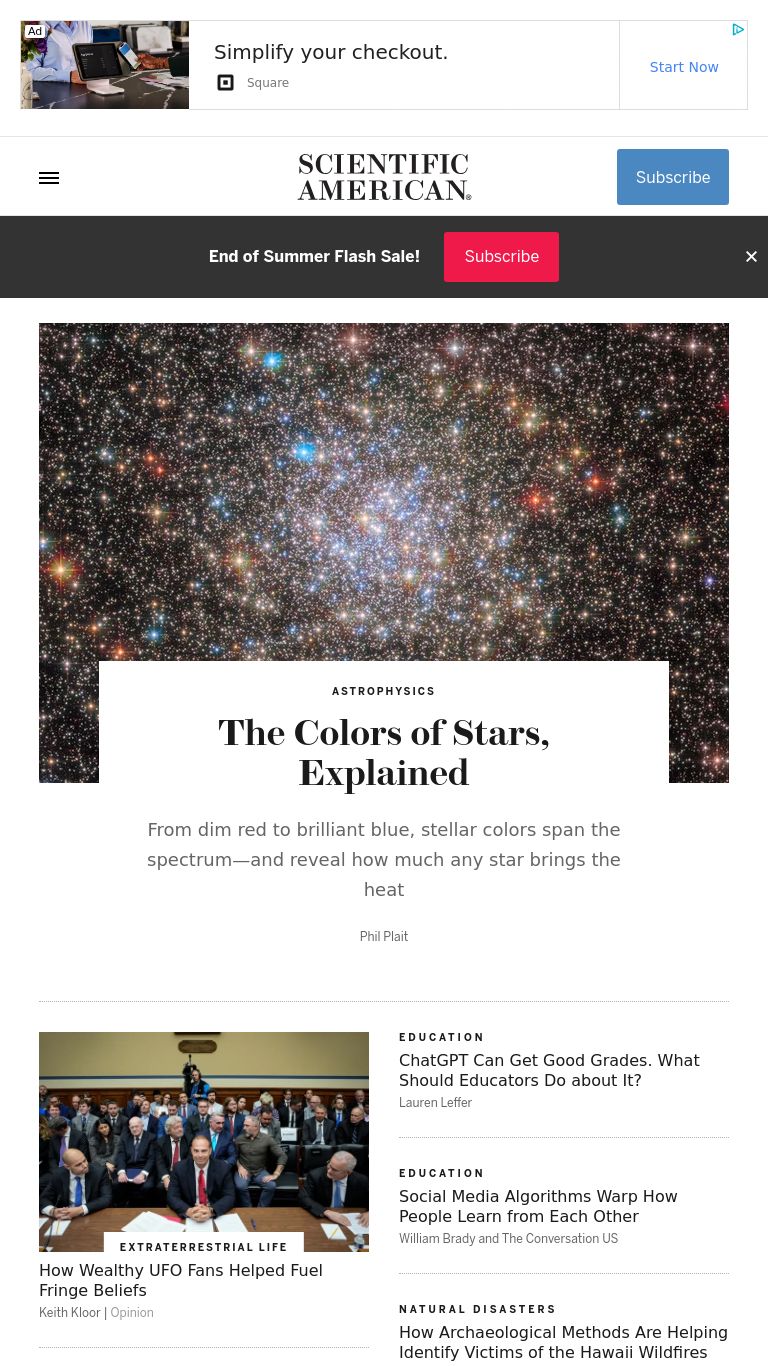 Ad
Simplify your checkout.
Square
Start Now
SCIENTIFIC
AMERICAN®
Subscribe
End of Summer Flash Sale!
Subscribe
ASTROPHYSICS
The Colors of Stars,
Explained
From dim red to brilliant blue, stellar colors span the
spectrum—and reveal how much any star brings the
heat
Phil Plait
EXTRATERRESTRIAL LIFE
How Wealthy UFO Fans Helped Fuel
Fringe Beliefs
Keith Kloor | Opinion
EDUCATION
ChatGPT Can Get Good Grades. What
Should Educators Do about It?
Lauren Leffer
EDUCATION
Social Media Algorithms Warp How
People Learn from Each Other
William Brady and The Conversation US
NATURAL DISASTERS
How Archaeological Methods Are Helping
Identify Victims of the Hawaii Wildfires